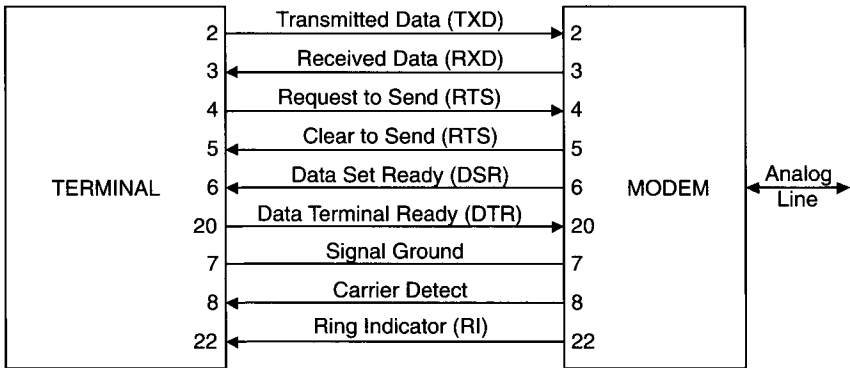 2 Transmitted Data (TXD) 2
3 Received Data (RXD) 3
4 Request to Send (RTS) 4
5 Clear to Send (RTS) 5
6 Data Set Ready (DSR) 6
TERMINAL
MODEM
Analog
Line
20 Data Terminal Ready (DTR) 20
7 Signal Ground 7
8 Carrier Detect 8
22 Ring Indicator (RI) 22